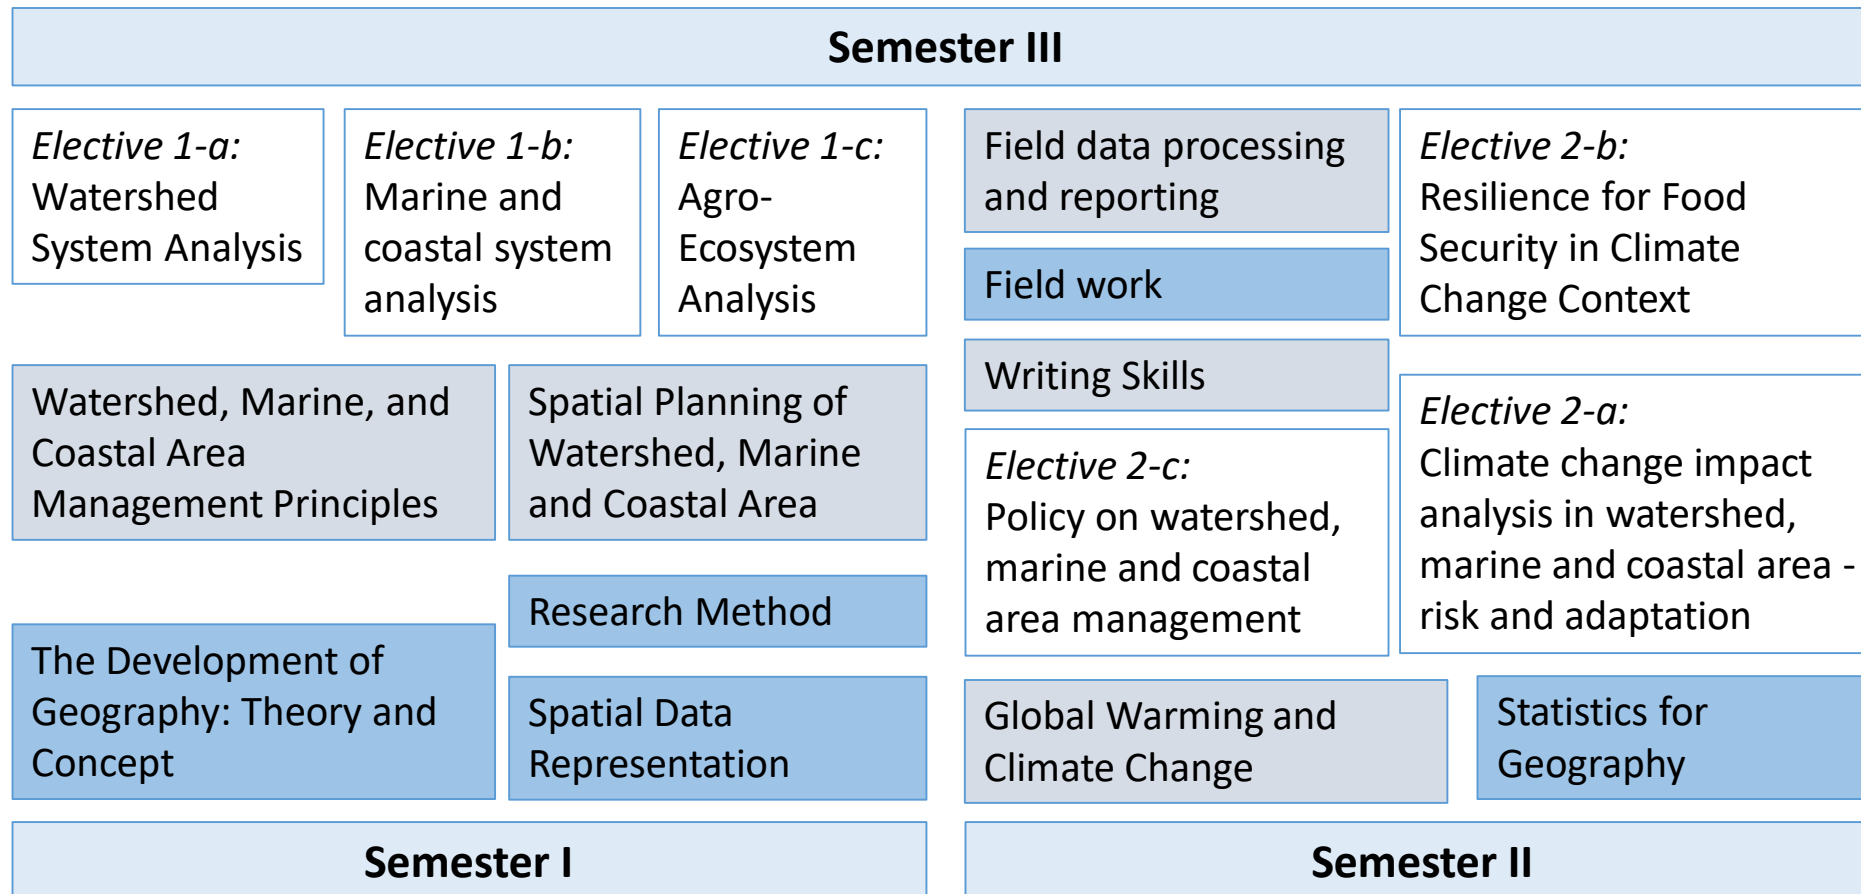 Semester III
Elective 1-a:
Watershed
System Analysis
Elective 1-b:
Marine and
coastal system
analysis
Elective 1-c:
Agro-
Ecosystem
Analysis
Field data processing
and reporting
Elective 2-b:
Resilience for Food
Security in Climate
Change Context
Field work
Writing Skills
Watershed, Marine, and
Coastal Area
Management Principles
Spatial Planning of
Watershed, Marine
and Coastal Area
Elective 2-c:
Policy on watershed,
marine and coastal
area management
Elective 2-a:
Climate change impact
analysis in watershed,
marine and coastal area -
risk and adaptation
Research Method
The Development of
Geography: Theory and
Concept
Spatial Data
Representation
Global Warming and
Climate Change
Statistics for
Geography
Semester I
Semester II